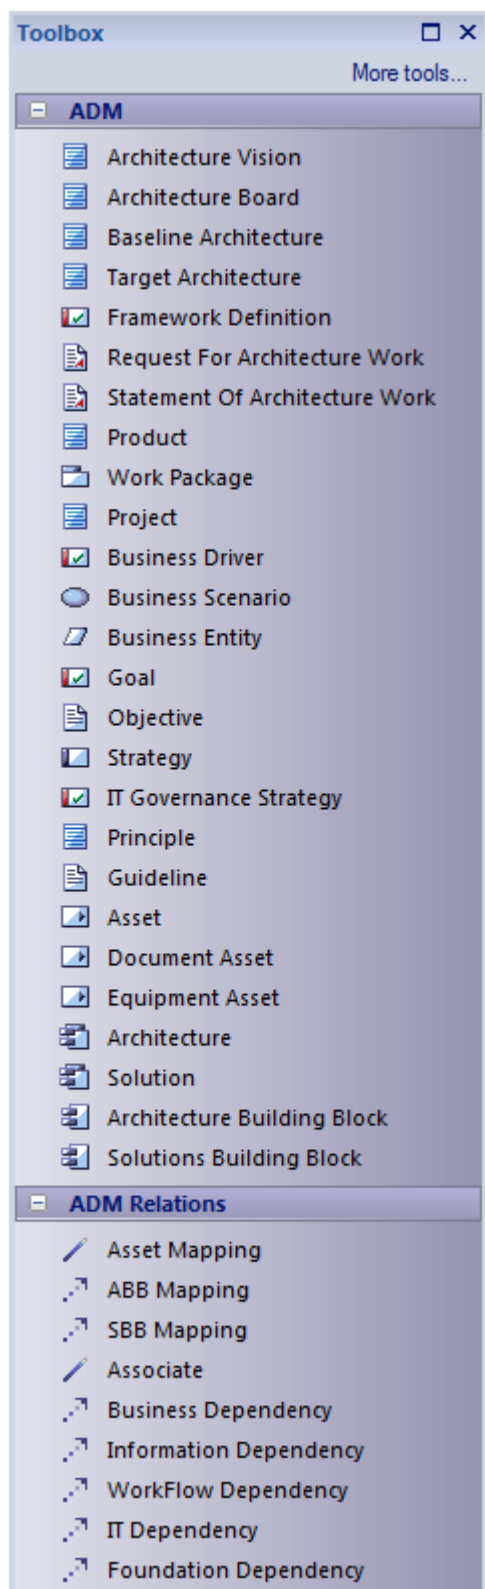 Toolbox
More tools...
ADM
Architecture Vision
Architecture Board
Baseline Architecture
Target Architecture
Framework Definition
Request For Architecture Work
Statement Of Architecture Work
Product
Work Package
Project
Business Driver
Business Scenario
Business Entity
Goal
Objective
Strategy
IT Governance Strategy
Principle
Guideline
Asset
Document Asset
Equipment Asset
Architecture
Solution
Architecture Building Block
Solutions Building Block
ADM Relations
Asset Mapping
ABB Mapping
SBB Mapping
Associate
Business Dependency
Information Dependency
WorkFlow Dependency
IT Dependency
Foundation Dependency